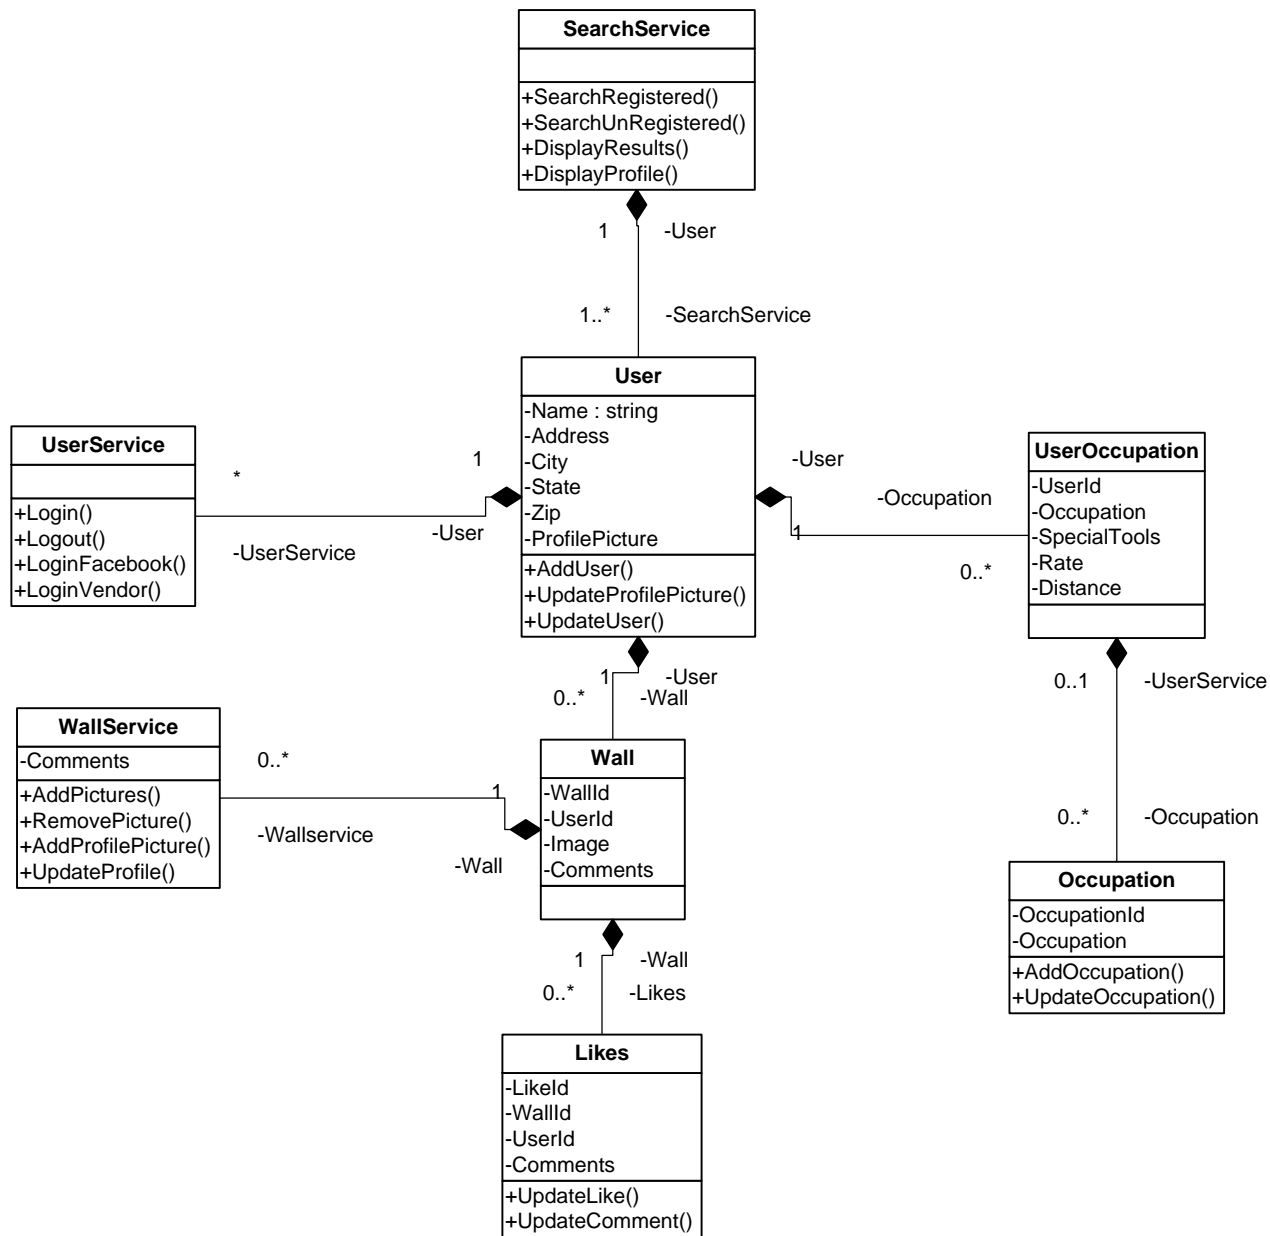 SearchService
+SearchRegistered()
+SearchUnRegistered()
+DisplayResults()
+DisplayProfile()
1
-User
1..*
-SearchService
User
-Name : string
-Address
-City
-State
-Zip
-ProfilePicture
+AddUser()
+UpdateProfilePicture()
+UpdateUser()
UserService
+Login()
+Logout()
+LoginFacebook()
+LoginVendor()
*
-UserService
1
-User
-User
1
-Occupation
0..*
UserOccupation
-UserId
-Occupation
-SpecialTools
-Rate
-Distance
0..1
-UserService
0..*
-Occupation
Occupation
-OccupationId
-Occupation
+AddOccupation()
+UpdateOccupation()
1
-User
0..*
-Wall
WallService
-Comments
+AddPictures()
+RemovePicture()
+AddProfilePicture()
+UpdateProfile()
0..*
-Wallservice
1
-Wall
Wall
-WallId
-UserId
-Image
-Comments
1
-Wall
0..*
-Likes
Likes
-LikeId
-WallId
-UserId
-Comments
+UpdateLike()
+UpdateComment()